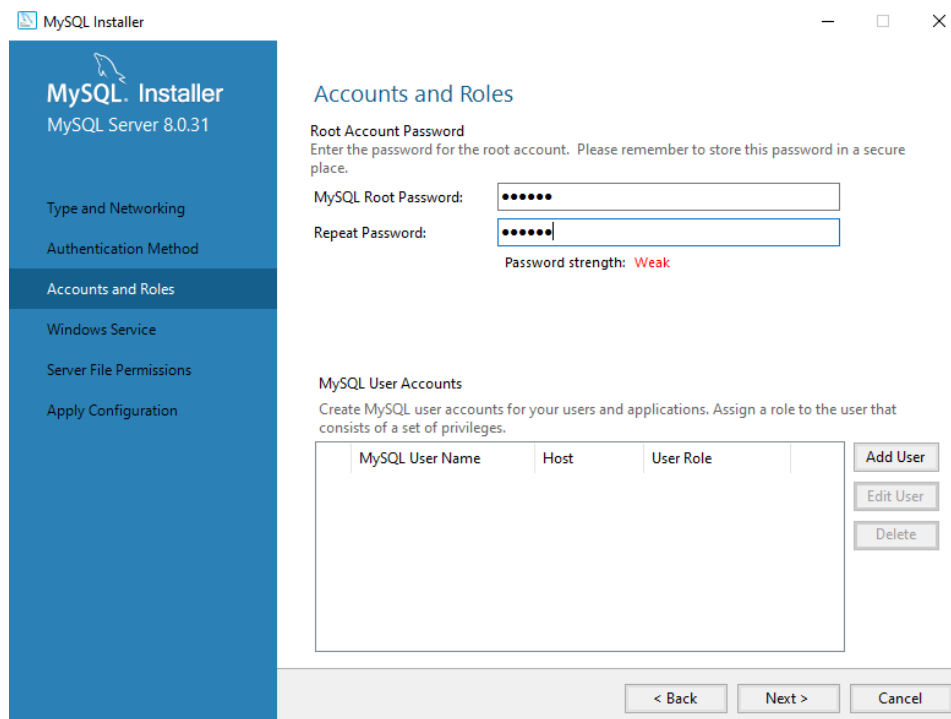 MySQL Installer
MySQL. Installer
MySQL Server 8.0.31
Type and Networking
Authentication Method
Accounts and Roles
Windows Service
Server File Permissions
Apply Configuration
Accounts and Roles
Root Account Password
Enter the password for the root account. Please remember to store this password in a secure
place.
MySQL Root Password: ••••••
Repeat Password: ••••••
Password strength: Weak
MySQL User Accounts
Create MySQL user accounts for your users and applications. Assign a role to the user that
consists of a set of privileges.
MySQL User Name Host User Role
Add User
Edit User
Delete
< Back Next > Cancel